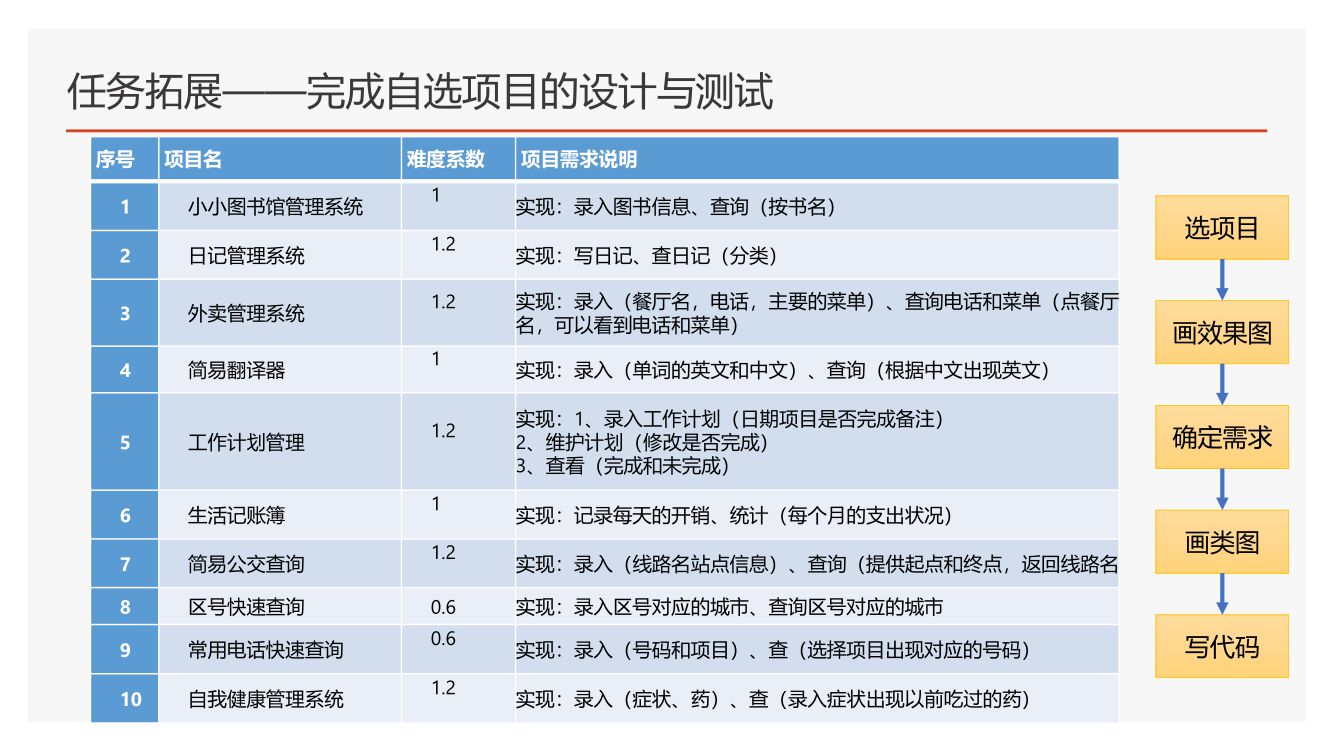 任务拓展——完成自选项目的设计与测试
序号 项目名 难度系数 项目需求说明
1 小小图书馆管理系统 1 实现：录入图书信息、查询（按书名）
2 日记管理系统 1.2 实现：写日记、查日记（分类）
3 外卖管理系统 1.2 实现：录入（餐厅名，电话，主要的菜单）、查询电话和菜单（点餐厅
名，可以看到电话和菜单）
4 简易翻译器 1 实现：录入（单词的英文和中文）、查询（根据中文出现英文）
5 工作计划管理 1.2 实现：1、录入工作计划（日期项目是否完成备注）
2、维护计划（修改是否完成）
3、查看（完成和未完成）
6 生活记账簿 1 实现：记录每天的开销、统计（每个月的支出状况）
7 简易公交查询 1.2 实现：录入（线路名站点信息）、查询（提供起点和终点，返回线路名
8 区号快速查询 0.6 实现：录入区号对应的城市、查询区号对应的城市
9 常用电话快速查询 0.6 实现：录入（号码和项目）、查（选择项目出现对应的号码）
10 自我健康管理系统 1.2 实现：录入（症状、药）、查（录入症状出现以前吃过的药）
选项目
画效果图
确定需求
画类图
写代码